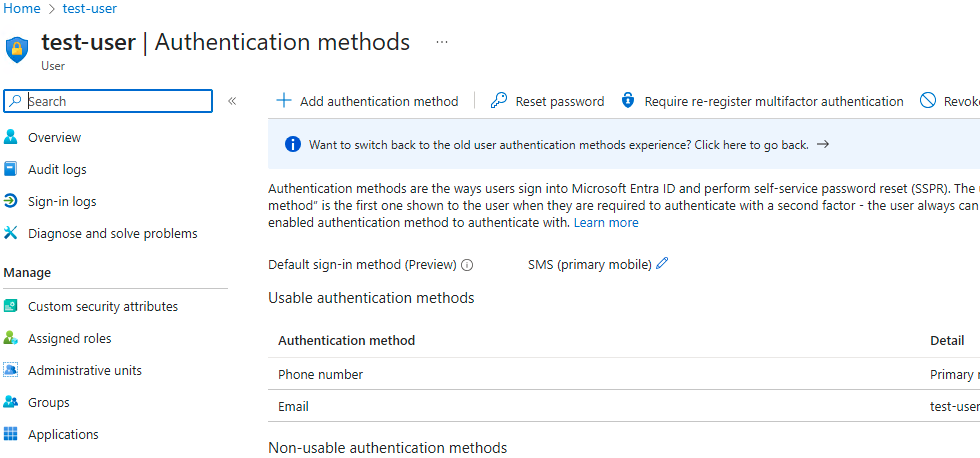 Home > test-user
test-user | Authentication methods ...
User
Search «
Overview
Audit logs
Sign-in logs
Diagnose and solve problems
Manage
Custom security attributes
Assigned roles
Administrative units
Groups
Applications
Add authentication method | Reset password Require re-register multifactor authentication Revoke
Want to switch back to the old user authentication methods experience? Click here to go back. →
Authentication methods are the ways users sign into Microsoft Entra ID and perform self-service password reset (SSPR). The
method" is the first one shown to the user when they are required to authenticate with a second factor - the user always can
enabled authentication method to authenticate with. Learn more
Default sign-in method (Preview) SMS (primary mobile)
Usable authentication methods
Authentication method Detail
Phone number Primary
Email test-user
Non-usable authentication methods